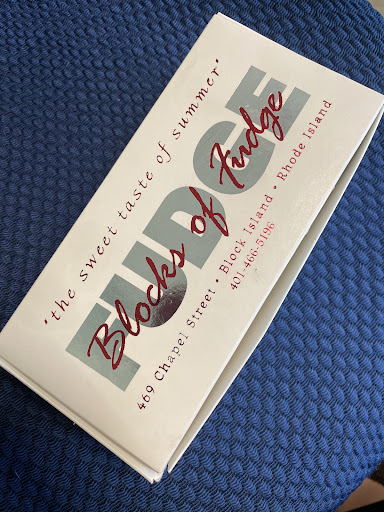 "the sweet taste of summer"
FUDGE
Blocks of Fudge
469 Chapel Street • Block Island • Rhode Island
401-466-5196